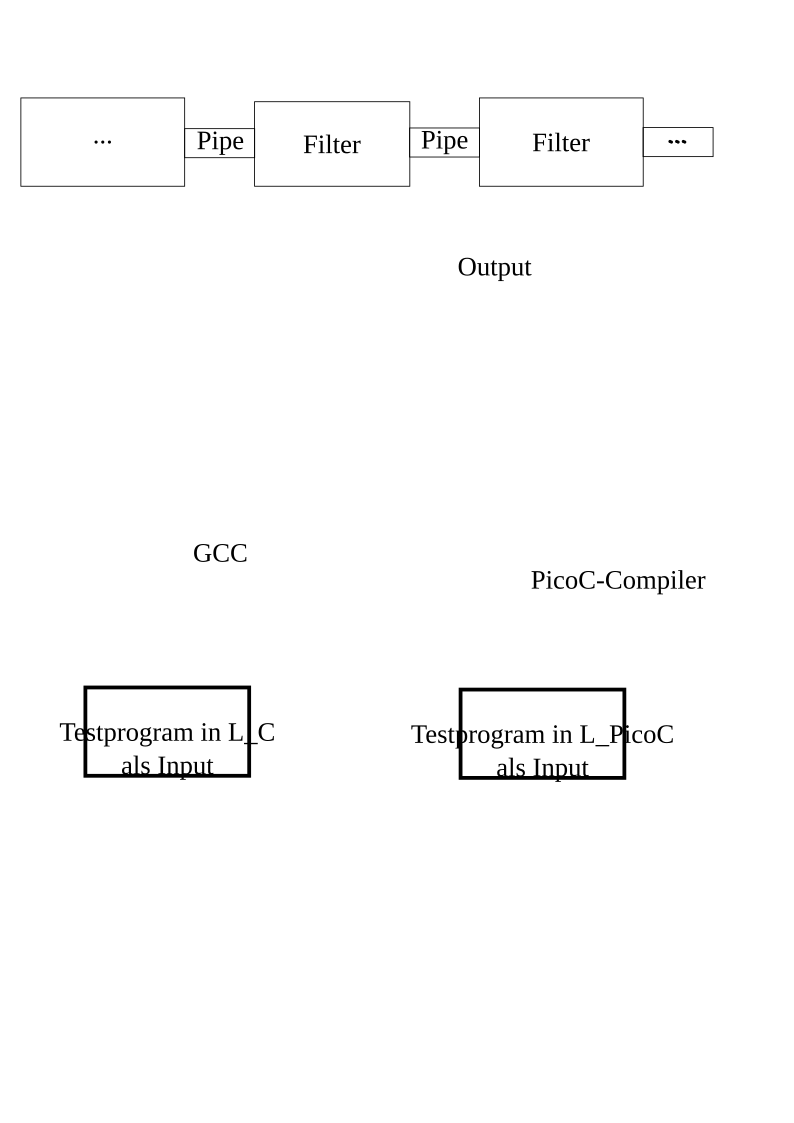 ... Pipe Filter Pipe Filter ...
Output
GCC
PicoC-Compiler
Testprogram in L_C
als Input
Testprogram in L_PicoC
als Input